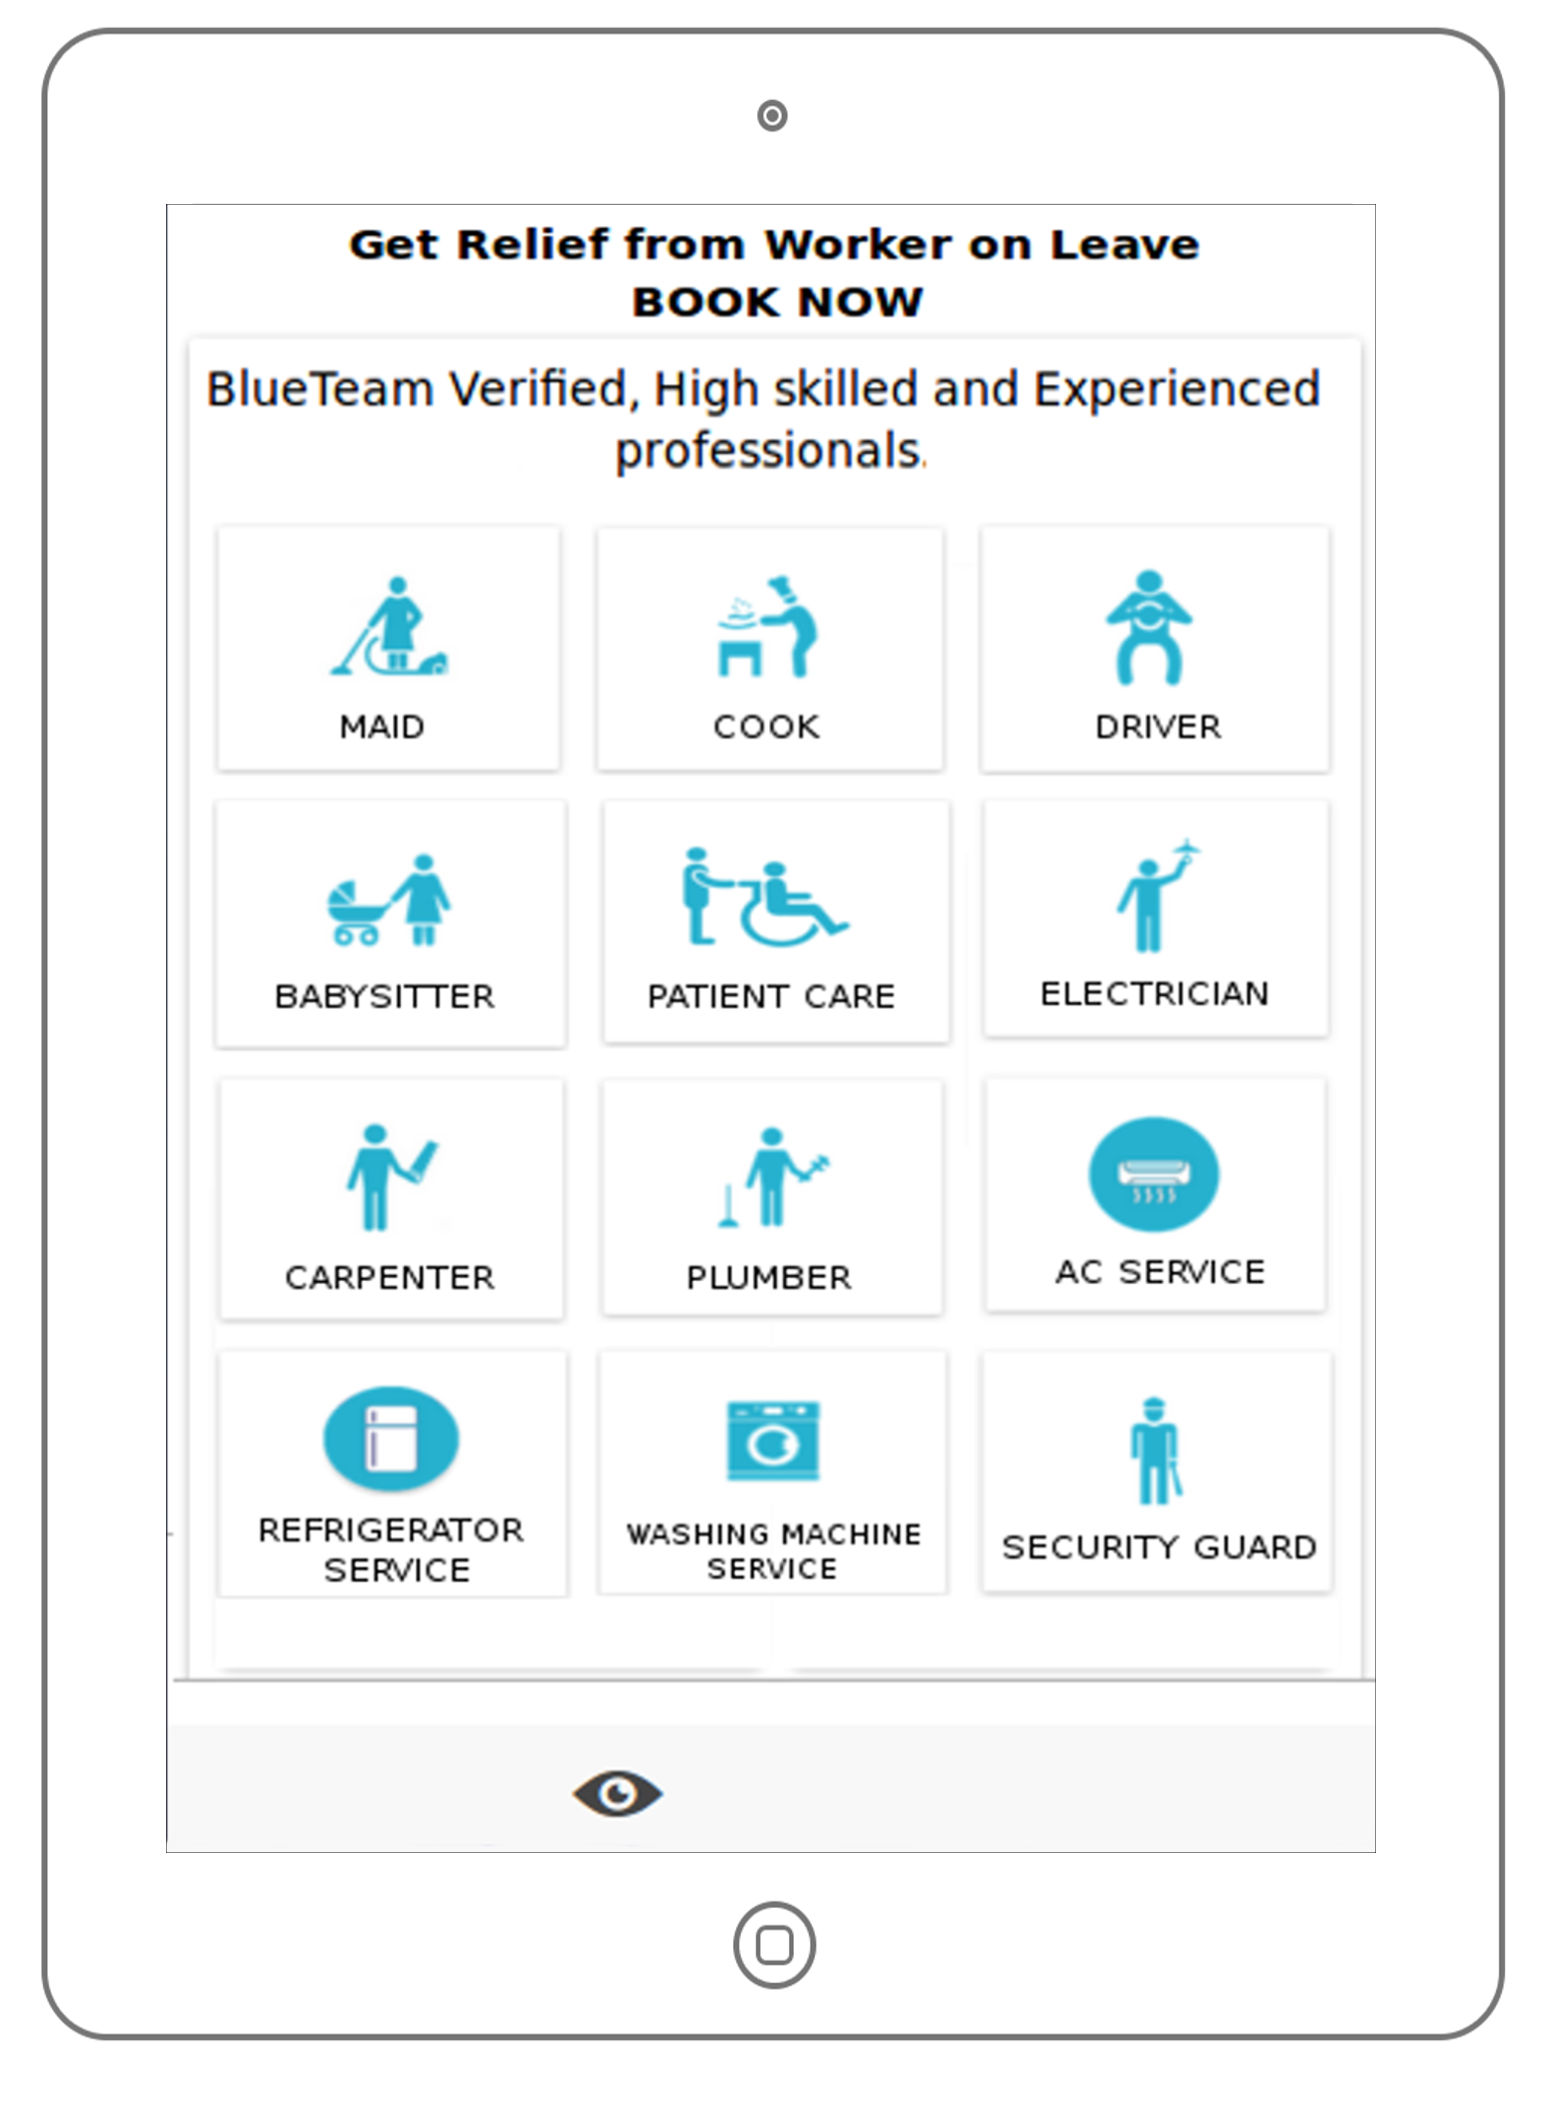 Get Relief from Worker on Leave
BOOK NOW
BlueTeam Verified, High skilled and Experienced
professionals.
MAID
COOK
DRIVER
BABYSITTER
PATIENT CARE
ELECTRICIAN
CARPENTER
PLUMBER
AC SERVICE
REFRIGERATOR
SERVICE
WASHING MACHINE
SERVICE
SECURITY GUARD